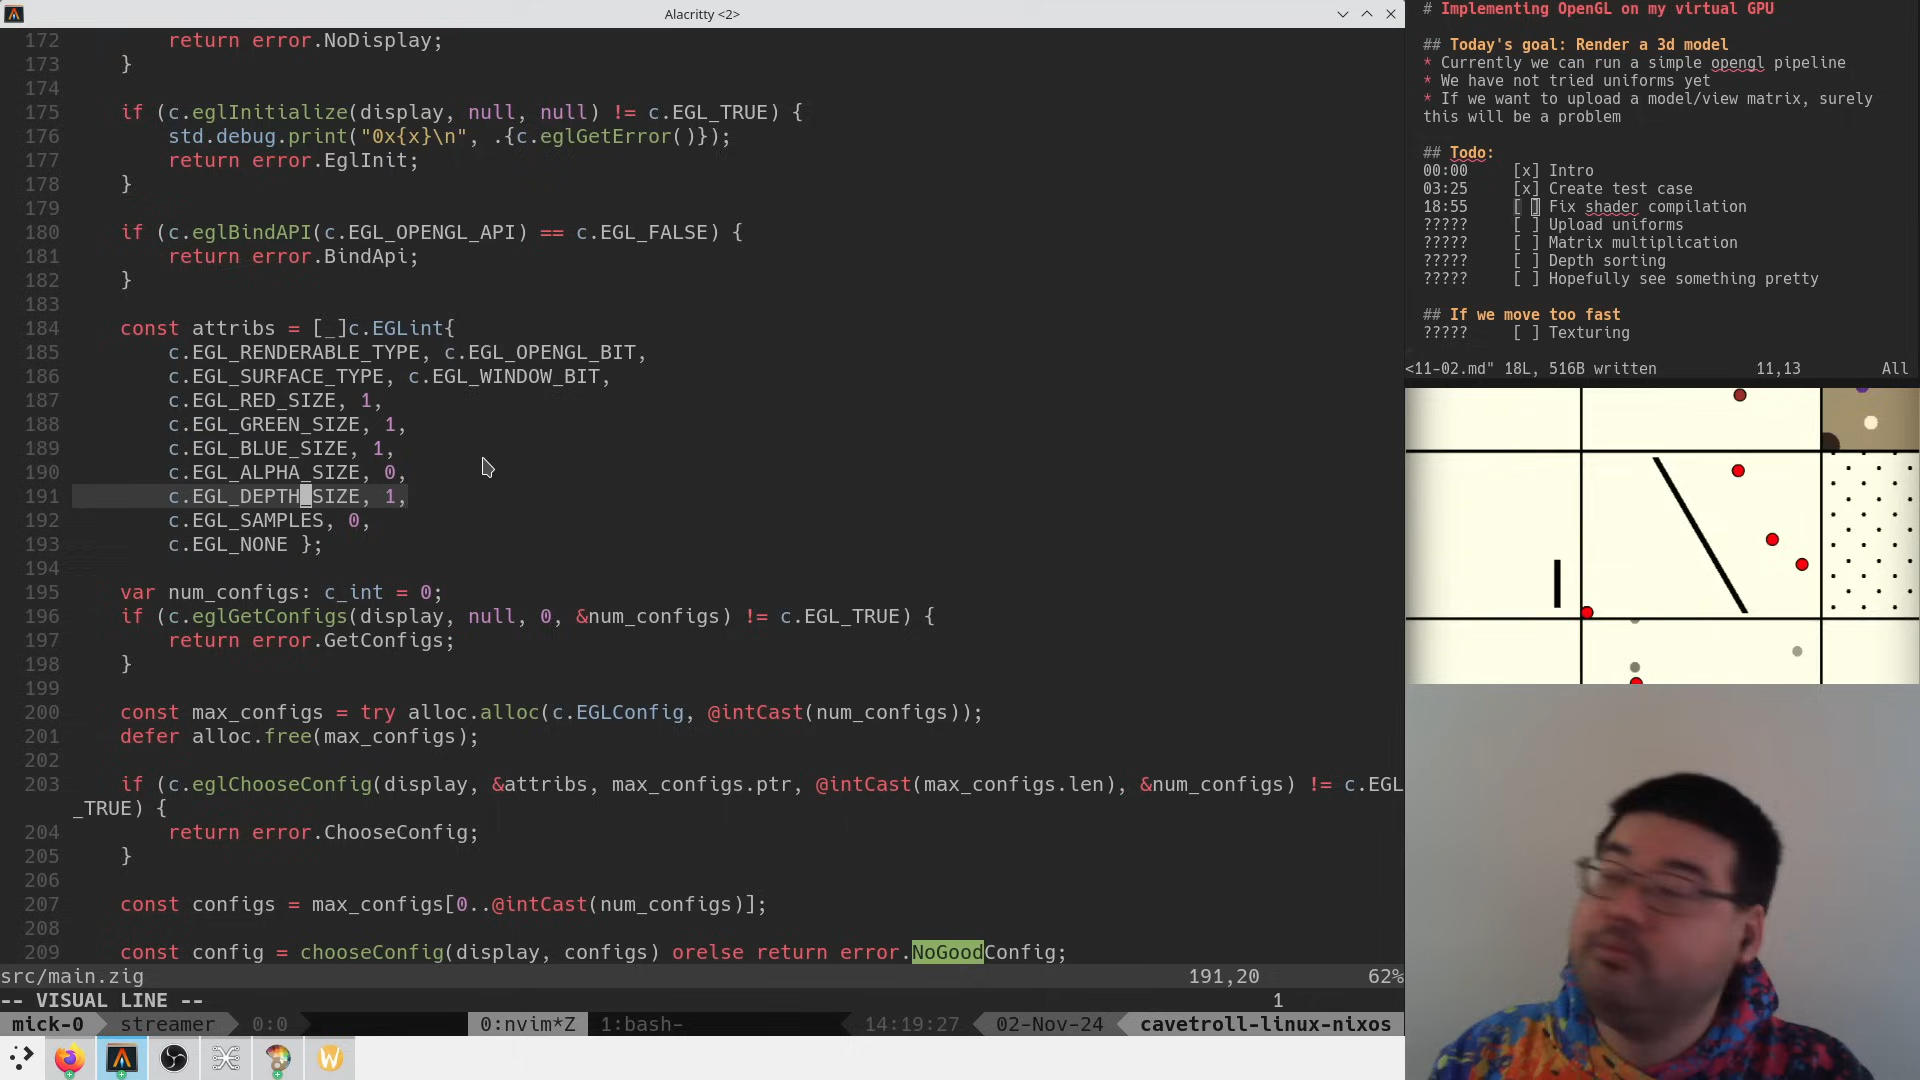 Alacritty <2>
172 return error.NoDisplay;
173 }
174
175 if (c.eglInitialize(display, null, null) != c.EGL_TRUE) {
176 std.debug.print("0x{x}\n", .{c.eglGetError()});
177 return error.EglInit;
178 }
179
180 if (c.eglBindAPI(c.EGL_OPENGL_API) == c.EGL_FALSE) {
181 return error.BindApi;
182 }
183
184 const attribs = [_]c.EGLint{
185 c.EGL_RENDERABLE_TYPE, c.EGL_OPENGL_BIT,
186 c.EGL_SURFACE_TYPE, c.EGL_WINDOW_BIT,
187 c.EGL_RED_SIZE, 1,
188 c.EGL_GREEN_SIZE, 1,
189 c.EGL_BLUE_SIZE, 1,
190 c.EGL_ALPHA_SIZE, 0,
191 c.EGL_DEPTH_SIZE, 1,
192 c.EGL_SAMPLES, 0,
193 c.EGL_NONE };
194
195 var num_configs: c_int = 0;
196 if (c.eglGetConfigs(display, null, 0, &num_configs) != c.EGL_TRUE) {
197 return error.GetConfigs;
198 }
199
200 const max_configs = try alloc.alloc(c.EGLConfig, @intCast(num_configs));
201 defer alloc.free(max_configs);
202
203 if (c.eglChooseConfig(display, &attribs, max_configs.ptr, @intCast(max_configs.len), &num_configs) != c.EGL
_TRUE) {
204 return error.ChooseConfig;
205 }
206
207 const configs = max_configs[0..@intCast(num_configs)];
208
209 const config = chooseConfig(display, configs) orelse return error.NoGoodConfig;
src/main.zig 191,20 62%
-- VISUAL LINE -- 1
mick-0 streamer 0:0 0:nvim*Z 1:bash- 14:19:27 02-Nov-24 cavetroll-linux-nixos
# Implementing OpenGL on my virtual GPU
## Today's goal: Render a 3d model
* Currently we can run a simple opengl pipeline
* We have not tried uniforms yet
* If we want to upload a model/view matrix, surely
this will be a problem
## Todo:
00:00 [x] Intro
03:25 [x] Create test case
18:55 [ ] Fix shader compilation
????? [ ] Upload uniforms
????? [ ] Matrix multiplication
????? [ ] Depth sorting
????? [ ] Hopefully see something pretty
## If we move too fast
????? [ ] Texturing
<11-02.md" 18L, 516B written 11,13 All